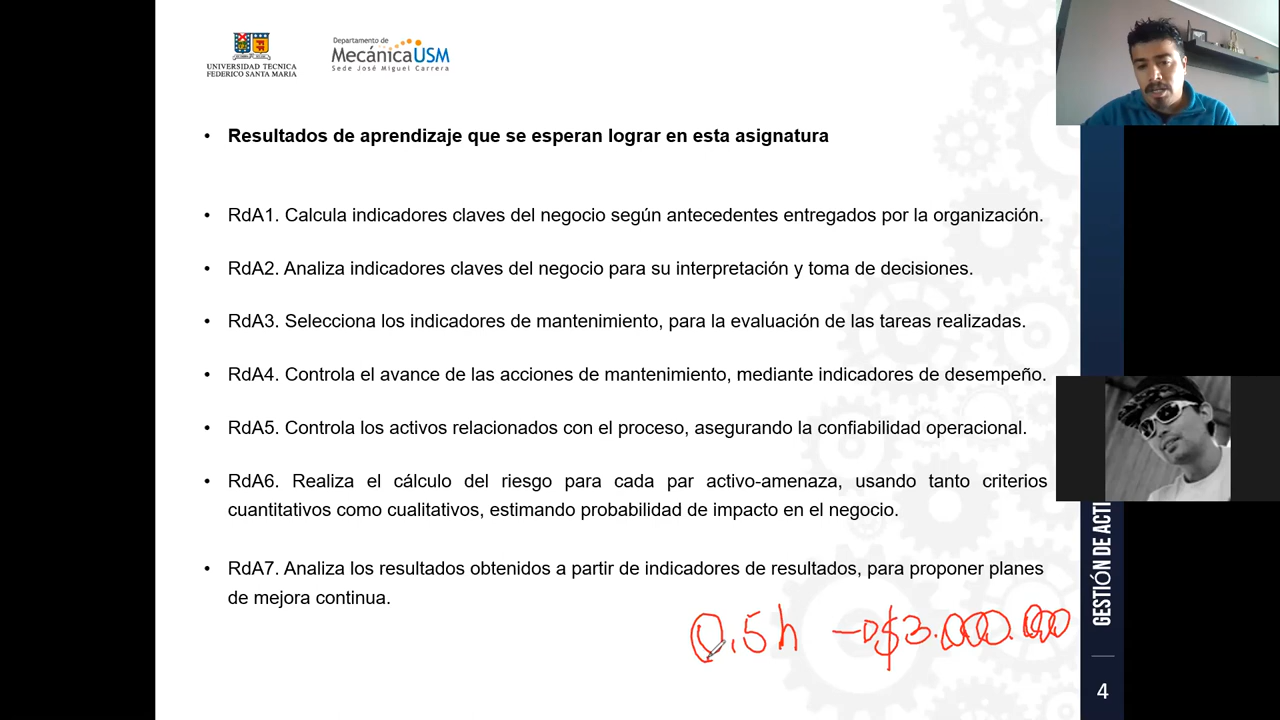 UNIVERSIDAD TECNICA
FEDERICO SANTA MARIA
Departamento de
MecánicaUSM
Sede José Miguel Carrera
• Resultados de aprendizaje que se esperan lograr en esta asignatura
• RdA1. Calcula indicadores claves del negocio según antecedentes entregados por la organización.
• RdA2. Analiza indicadores claves del negocio para su interpretación y toma de decisiones.
• RdA3. Selecciona los indicadores de mantenimiento, para la evaluación de las tareas realizadas.
• RdA4. Controla el avance de las acciones de mantenimiento, mediante indicadores de desempeño.
• RdA5. Controla los activos relacionados con el proceso, asegurando la confiabilidad operacional.
• RdA6. Realiza el cálculo del riesgo para cada par activo-amenaza, usando tanto criterios
cuantitativos como cualitativos, estimando probabilidad de impacto en el negocio.
• RdA7. Analiza los resultados obtenidos a partir de indicadores de resultados, para proponer planes
de mejora continua.
0.5h → $3.000.000
GESTIÓN DE ACTI
4